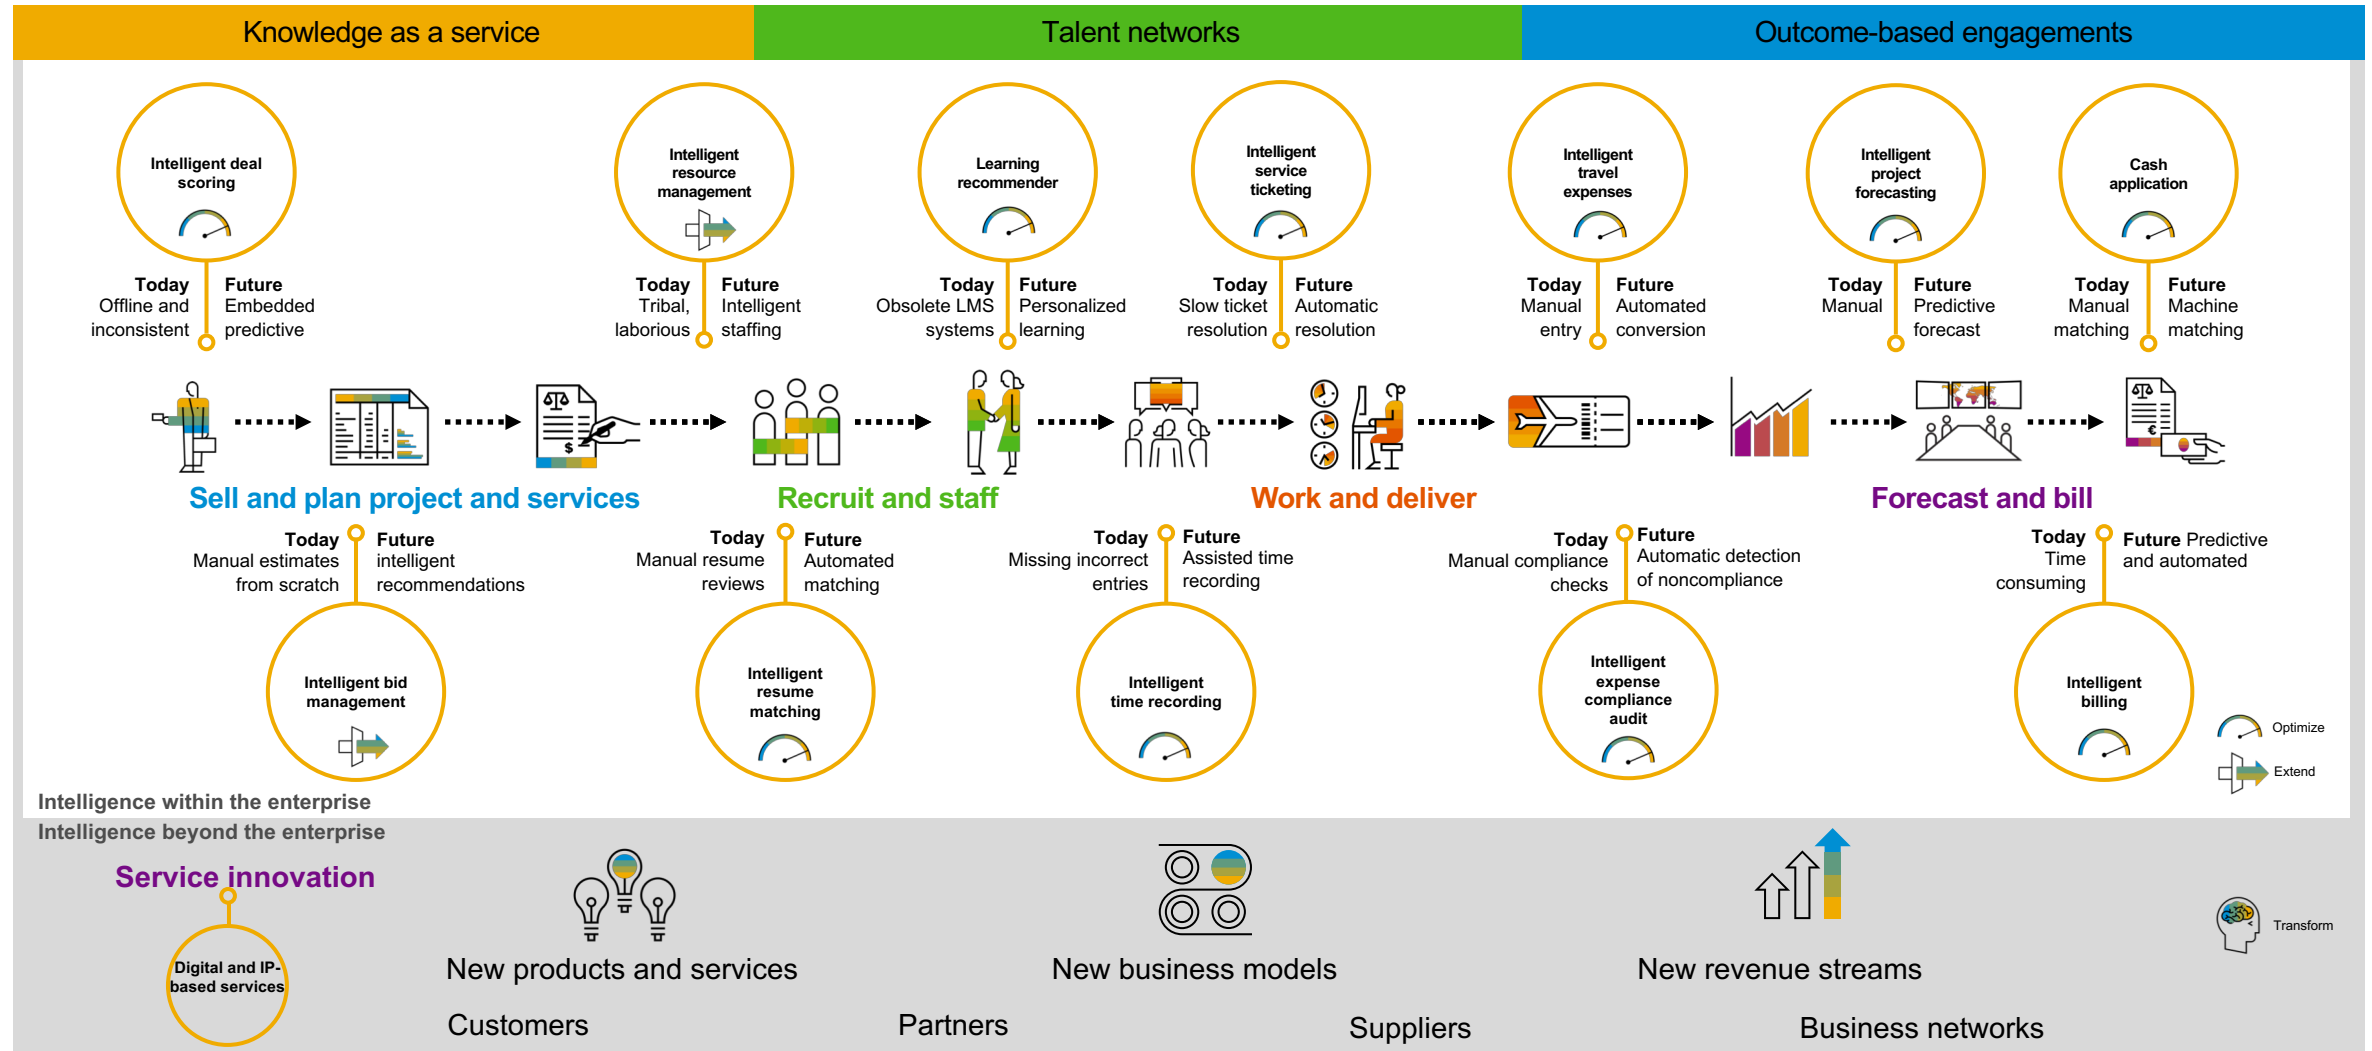 Knowledge as a service
Talent networks
Outcome-based engagements
Intelligent deal
scoring
Today
Offline and
inconsistent
Future
Embedded
predictive
Intelligent
resource
management
Today
Tribal,
laborious
Future
Intelligent
staffing
Learning
recommender
Today
Obsolete LMS
systems
Future
Personalized
learning
Intelligent
service
ticketing
Today
Slow ticket
resolution
Future
Automatic
resolution
Intelligent
travel
expenses
Today
Manual
entry
Future
Automated
conversion
Intelligent
project
forecasting
Today
Manual
Future
Predictive
forecast
Cash
application
Today
Manual
matching
Future
Machine
matching
$
€
Sell and plan project and services
Recruit and staff
Work and deliver
Forecast and bill
Today
Manual estimates
from scratch
Future
intelligent
recommendations
Intelligent bid
management
Today
Manual resume
reviews
Future
Automated
matching
Intelligent
resume
matching
Today
Missing incorrect
entries
Future
Assisted time
recording
Intelligent
time recording
Today
Manual compliance
checks
Future
Automatic detection
of noncompliance
Intelligent
expense
compliance
audit
Today
Time
consuming
Future Predictive
and automated
Intelligent
billing
Optimize
Extend
Intelligence within the enterprise
Intelligence beyond the enterprise
Service innovation
Digital and IP-
based services
New products and services
New business models
New revenue streams
Transform
Customers
Partners
Suppliers
Business networks